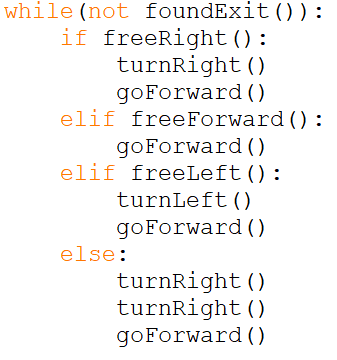 while(not foundExit()):
    if freeRight():
        turnRight()
        goForward()
    elif freeForward():
        goForward()
    elif freeLeft():
        turnLeft()
        goForward()
    else:
        turnRight()
        turnRight()
        goForward()